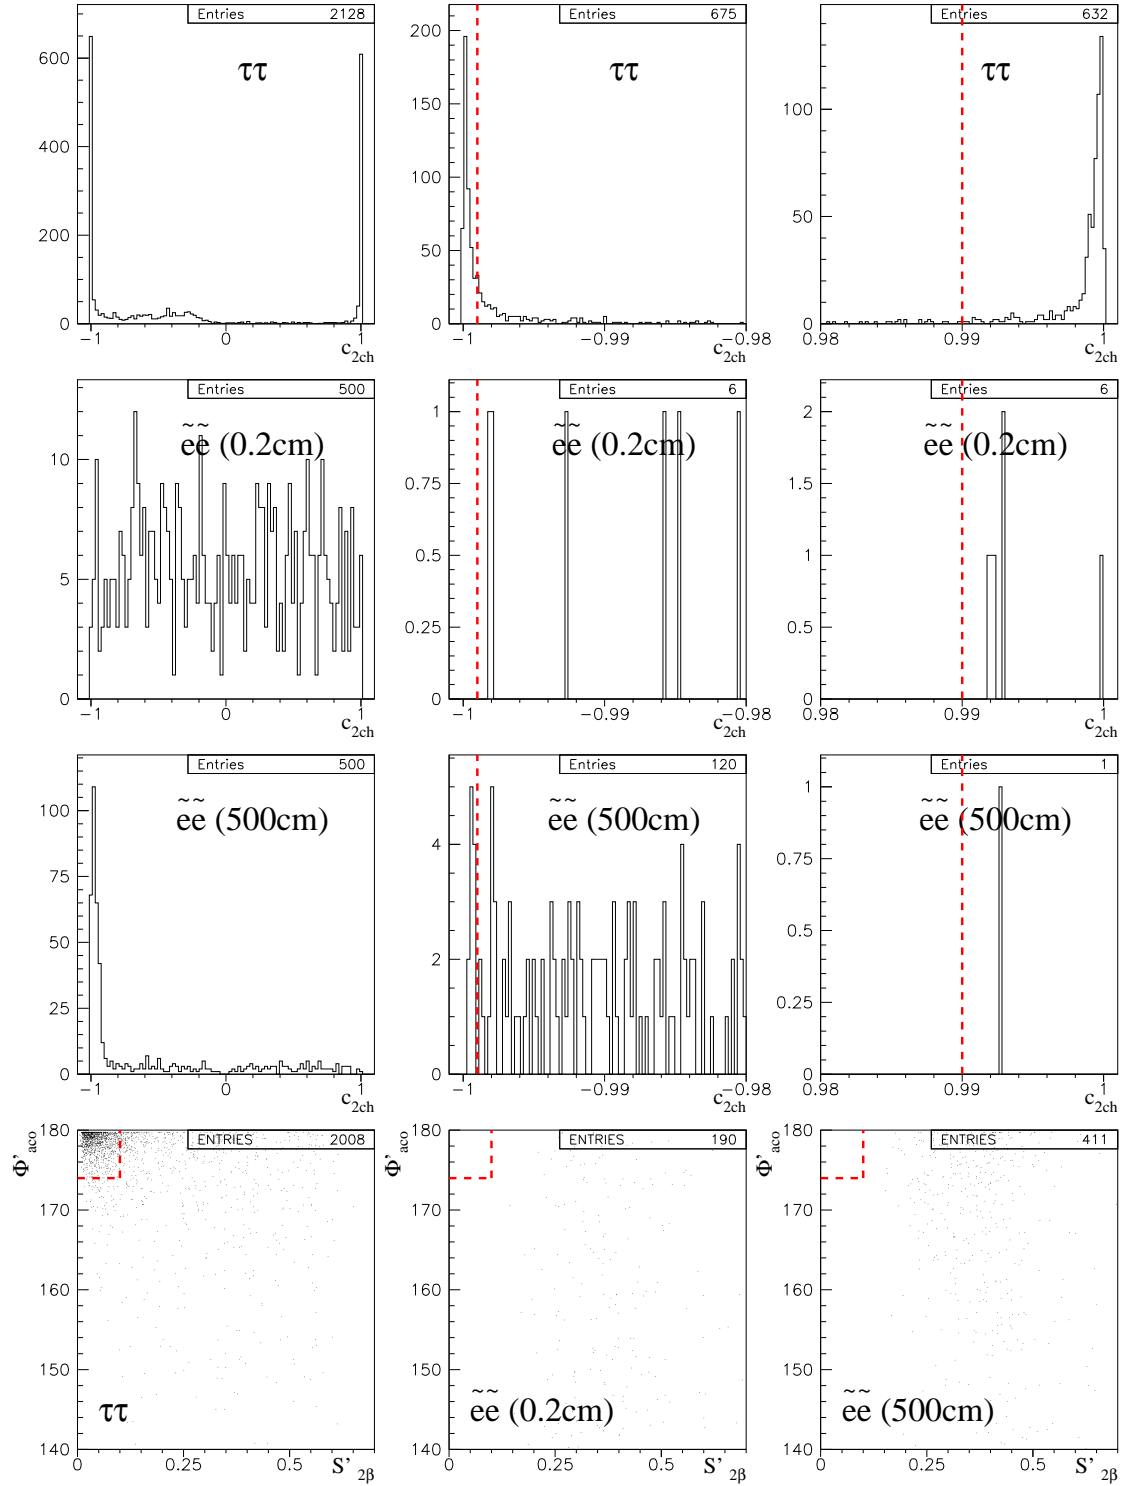 Entries 2128
ττ
600
400
200
0
-1 0 1
c2ch
Entries 675
ττ
200
150
100
50
0
-1 -0.99 -0.98
c2ch
Entries 632
ττ
100
50
0
0.98 0.99 1
c2ch
Entries 500
ẽẽ (0.2cm)
10
5
0
-1 0 1
c2ch
Entries 6
ẽẽ (0.2cm)
1
0.75
0.5
0.25
0
-1 -0.99 -0.98
c2ch
Entries 6
ẽẽ (0.2cm)
2
1.5
1
0.5
0
0.98 0.99 1
c2ch
Entries 500
ẽẽ (500cm)
100
75
50
25
0
-1 0 1
c2ch
Entries 120
ẽẽ (500cm)
4
2
0
-1 -0.99 -0.98
c2ch
Entries 1
ẽẽ (500cm)
1
0.75
0.5
0.25
0
0.98 0.99 1
c2ch
Φ'aco
ENTRIES 2008
180
170
160
150
140
ττ
0 0.25 0.5
S'2β
Φ'aco
ENTRIES 190
180
170
160
150
140
ẽẽ (0.2cm)
0 0.25 0.5
S'2β
Φ'aco
ENTRIES 411
180
170
160
150
140
ẽẽ (500cm)
0 0.25 0.5
S'2β